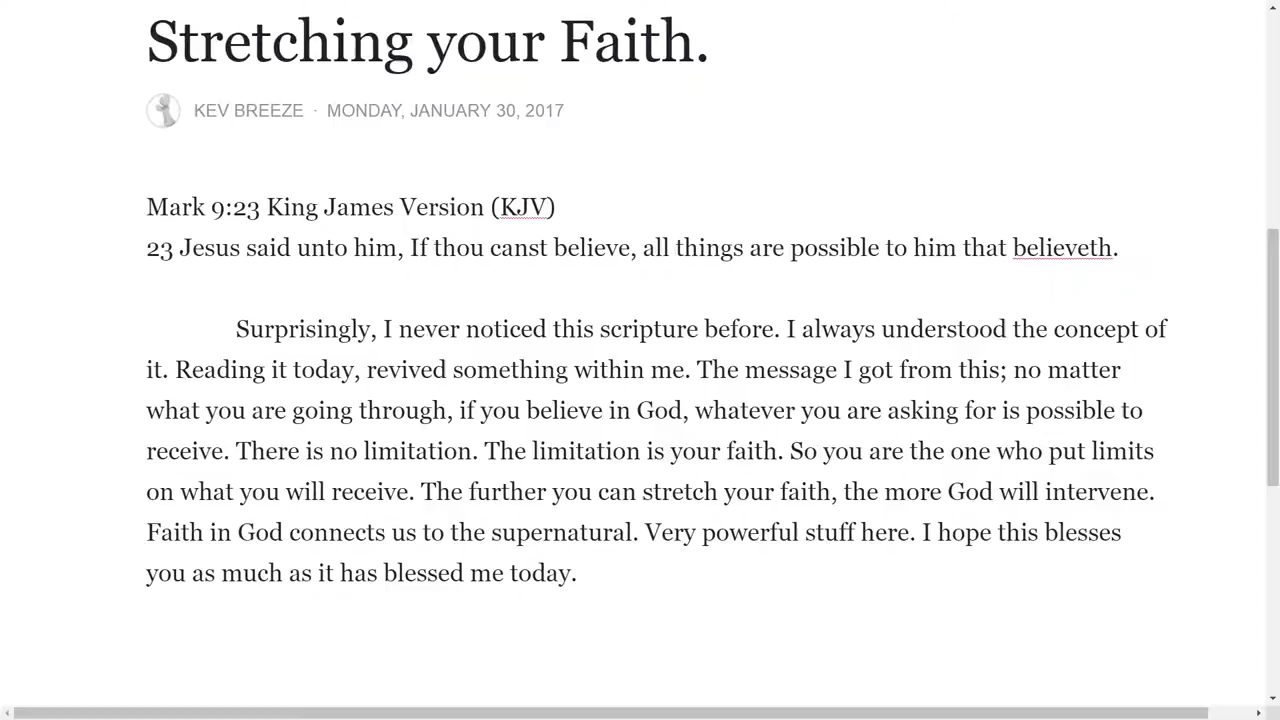 Stretching your Faith.
KEV BREEZE · MONDAY, JANUARY 30, 2017
Mark 9:23 King James Version (KJV)
23 Jesus said unto him, If thou canst believe, all things are possible to him that believeth.
Surprisingly, I never noticed this scripture before. I always understood the concept of
it. Reading it today, revived something within me. The message I got from this; no matter
what you are going through, if you believe in God, whatever you are asking for is possible to
receive. There is no limitation. The limitation is your faith. So you are the one who put limits
on what you will receive. The further you can stretch your faith, the more God will intervene.
Faith in God connects us to the supernatural. Very powerful stuff here. I hope this blesses
you as much as it has blessed me today.